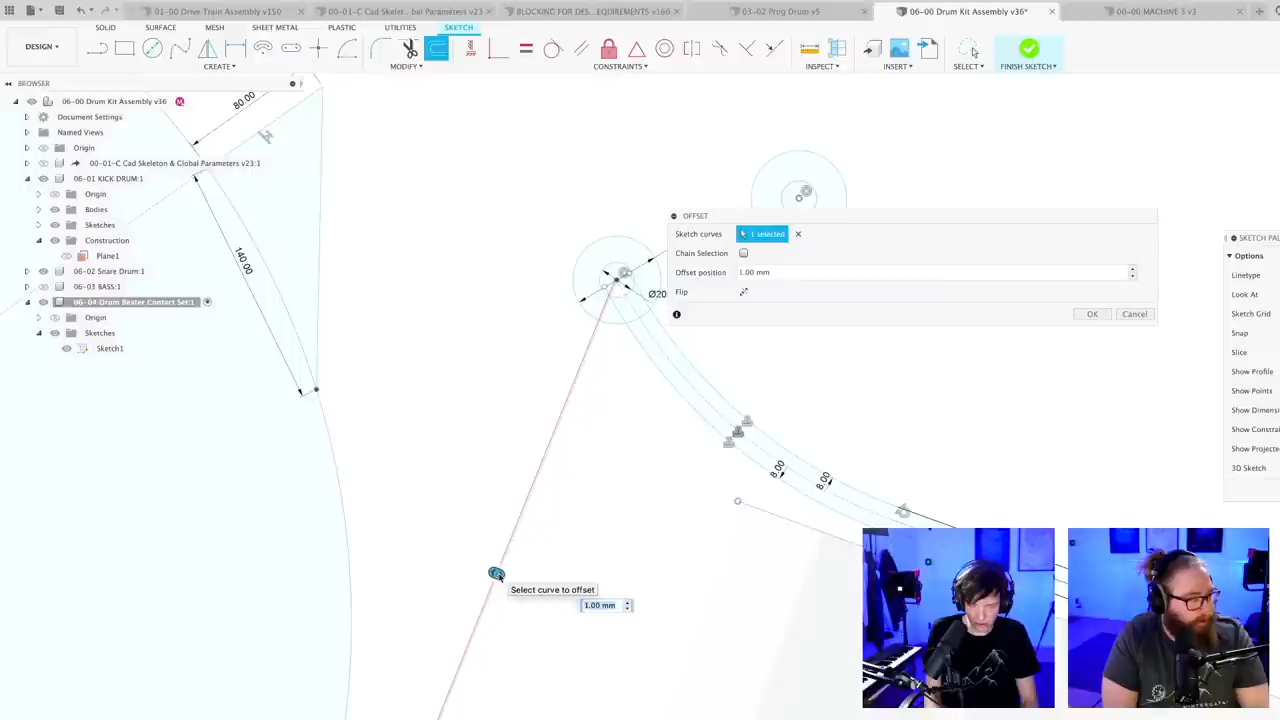 01-00 Drive Train Assembly v150
00-01-C Cad Skelet... bal Parameters v23
BLOCKING FOR DES...EQUIREMENTS v166
03-02 Prog Drum v5
06-00 Drum Kit Assembly v36*
00-00 MACHINE 3 v3
SOLID
SURFACE
MESH
SHEET METAL
PLASTIC
UTILITIES
SKETCH
DESIGN
CREATE
MODIFY
CONSTRAINTS
INSPECT
INSERT
SELECT
FINISH SKETCH
BROWSER
06-00 Drum Kit Assembly v36
M
Document Settings
Named Views
Origin
00-01-C Cad Skeleton & Global Parameters v23:1
06-01 KICK DRUM:1
Origin
Bodies
Sketches
Construction
Plane1
06-02 Snare Drum:1
06-03 BASS:1
06-04 Drum Beater Contact Set:1
Origin
Sketches
Sketch1
80.00
140.00
Ø20
8.00
8.00
OFFSET
Sketch curves
1 selected
Chain Selection
Offset position
1.00 mm
Flip
OK
Cancel
Select curve to offset
1.00 mm
SKETCH PAL
Options
Linetype
Look At
Sketch Grid
Snap
Slice
Show Profile
Show Points
Show Dimens
Show Constra
Show Projecte
3D Sketch